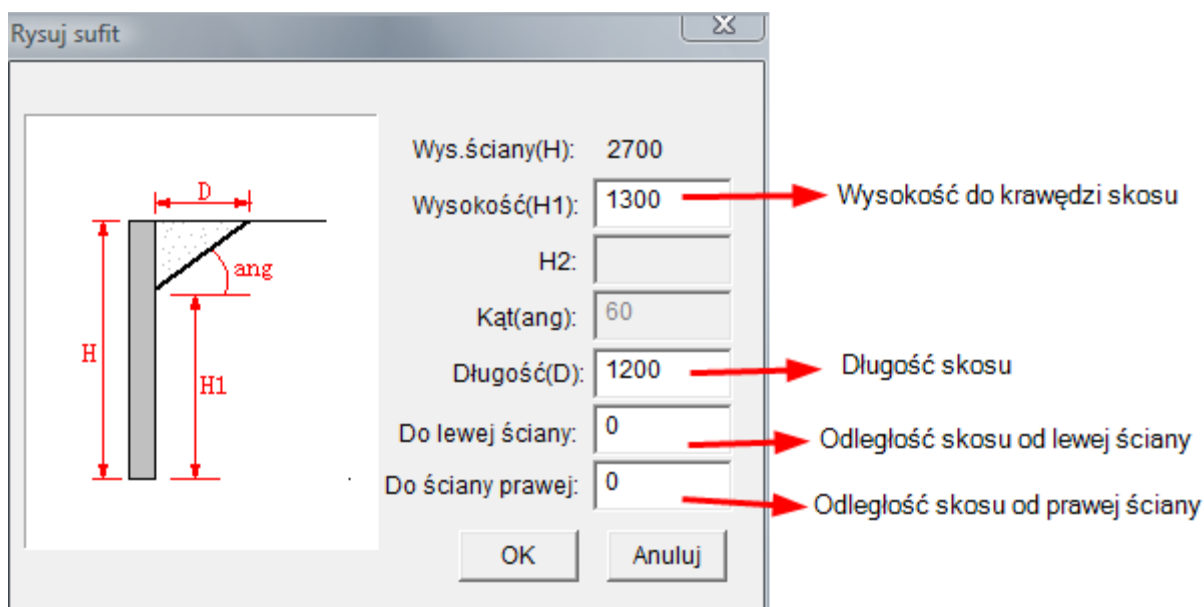 Rysuj sufit
Wys.ściany(H): 2700
Wysokość(H1): 1300 Wysokość do krawędzi skosu
H2:
Kąt(ang): 60
Długość(D): 1200 Długość skosu
Do lewej ściany: 0 Odległość skosu od lewej ściany
Do ściany prawej: 0 Odległość skosu od prawej ściany
OK Anuluj
D
ang
H
H1